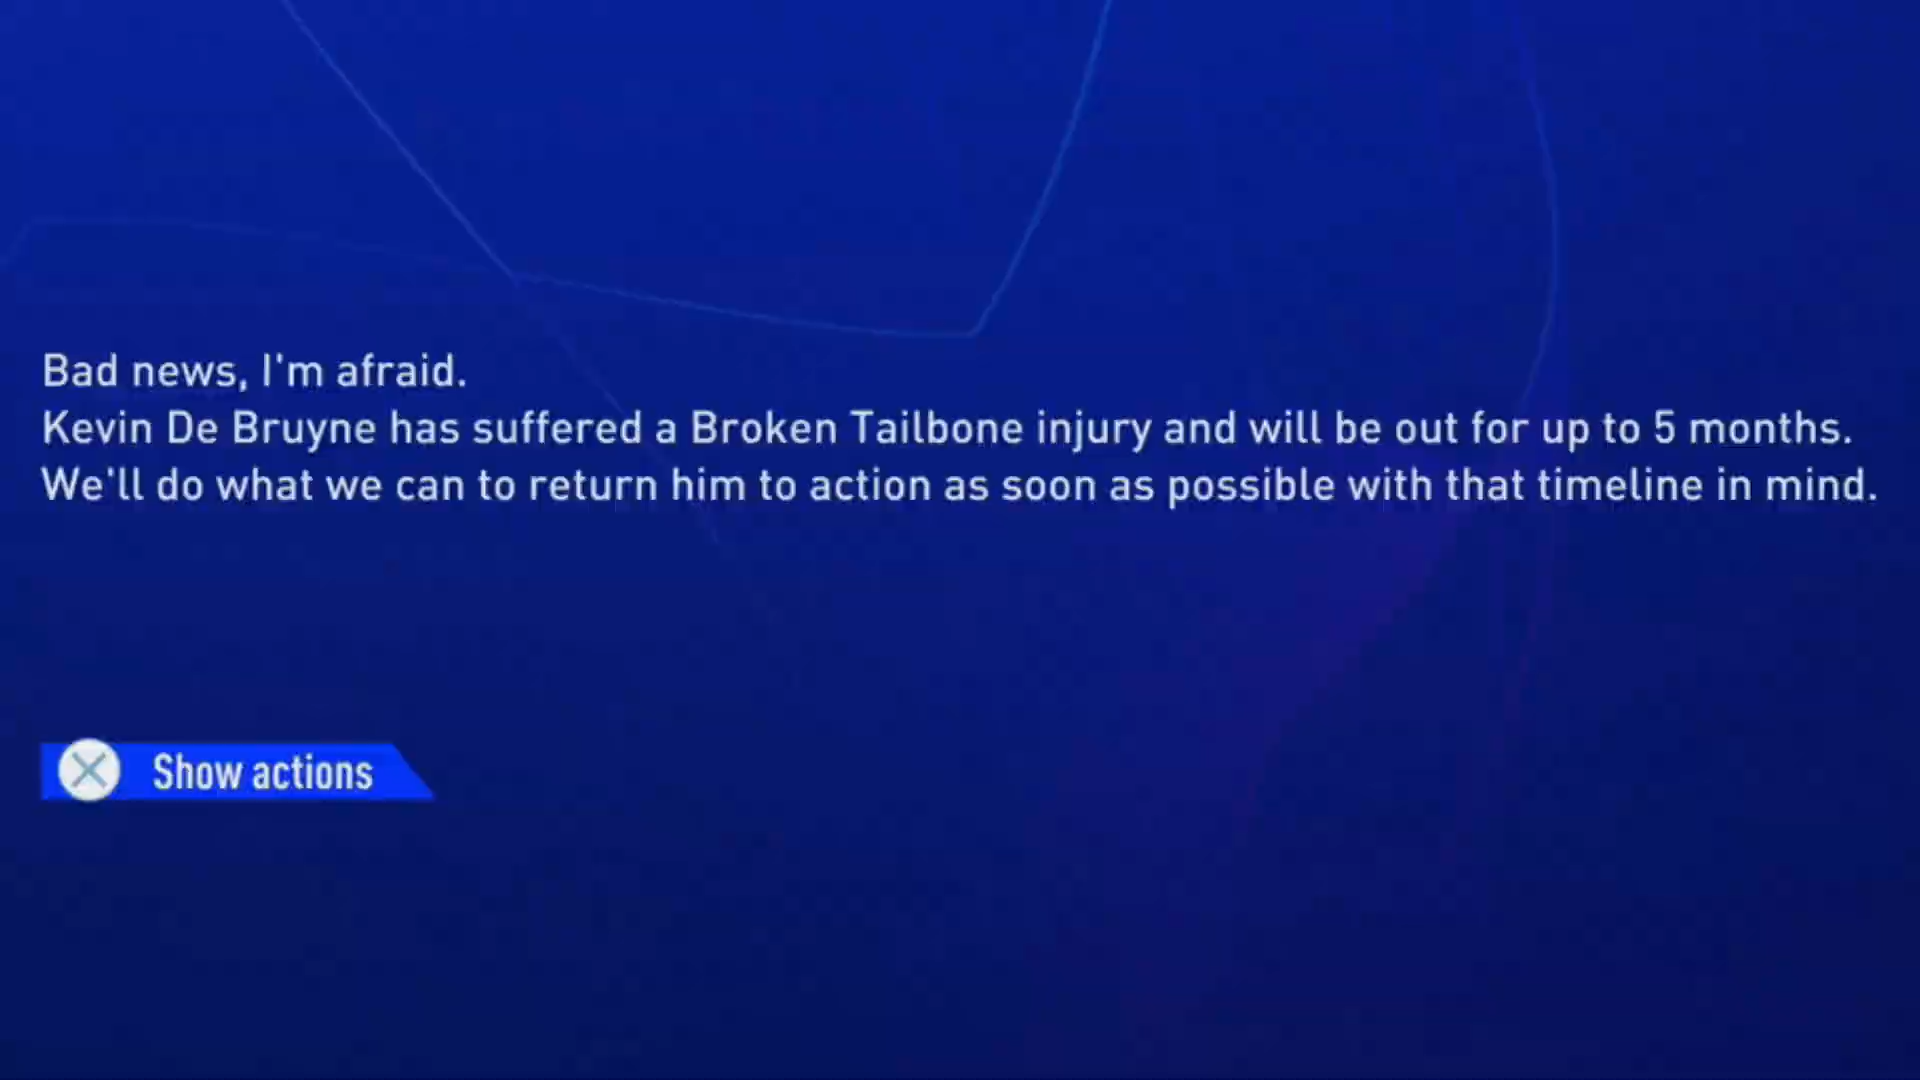 Bad news, I'm afraid.
Kevin De Bruyne has suffered a Broken Tailbone injury and will be out for up to 5 months.
We'll do what we can to return him to action as soon as possible with that timeline in mind.
Show actions